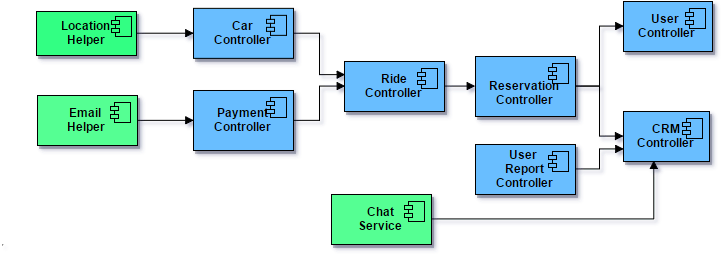 Location
Helper
Car
Controller
User
Controller
Ride
Controller
Reservation
Controller
Email
Helper
Payment
Controller
CRM
Controller
User
Report
Controller
Chat
Service